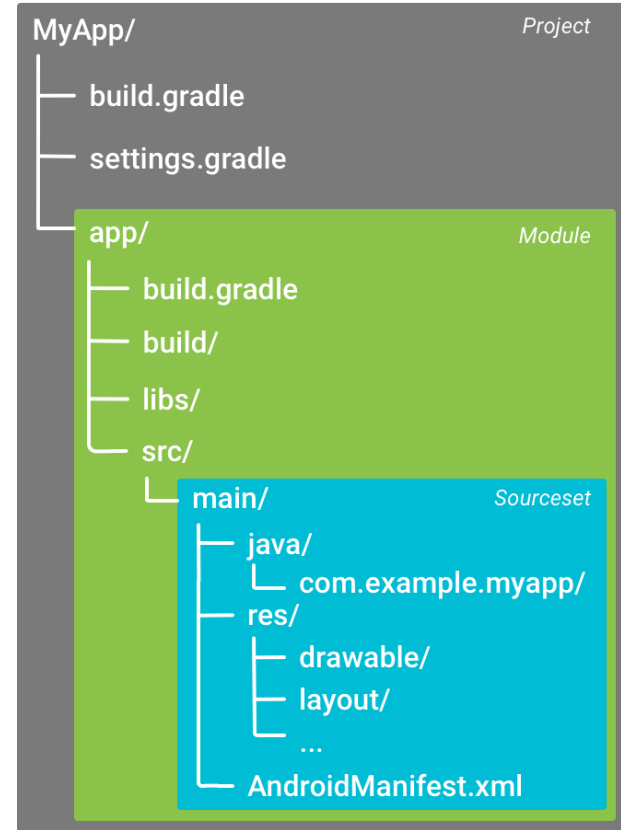 MyApp/ Project
build.gradle
settings.gradle
app/ Module
build.gradle
build/
libs/
src/
main/ Sourceset
java/
com.example.myapp/
res/
drawable/
layout/
...
AndroidManifest.xml